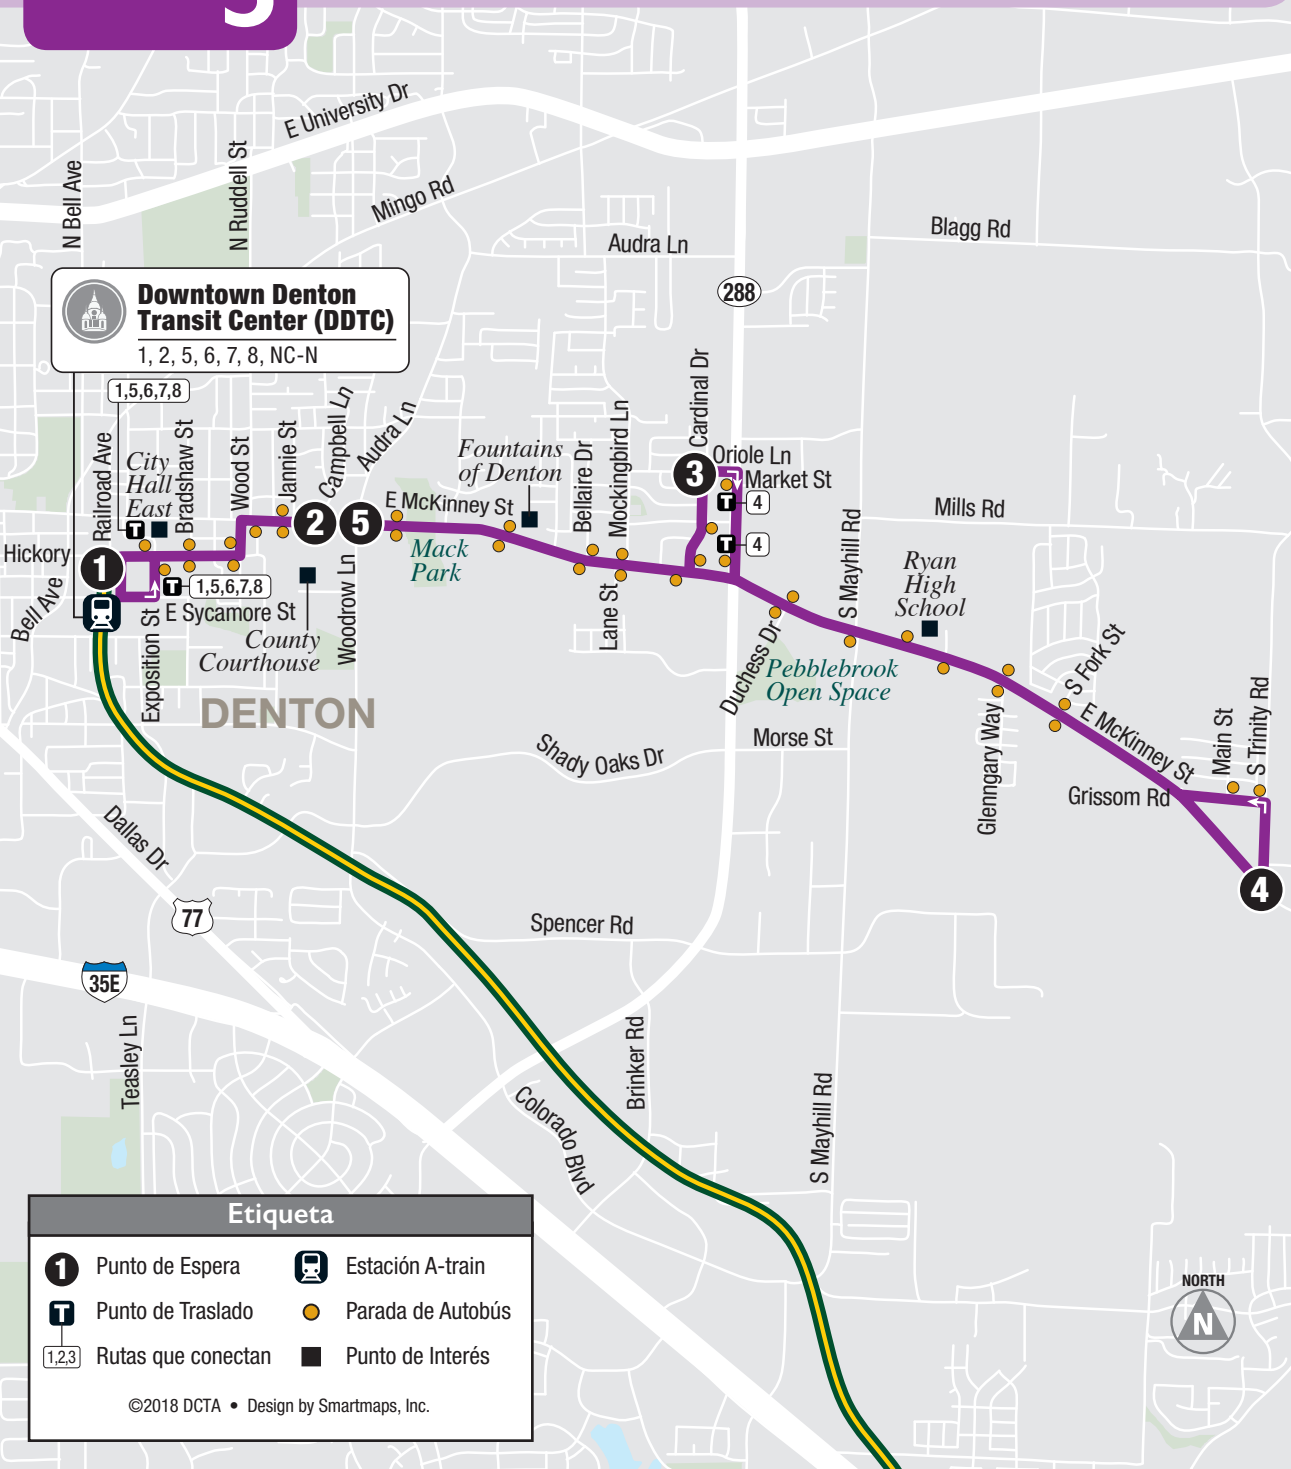 E University Dr
N Bell Ave
N Ruddell St
Mingo Rd
Audra Ln
Blagg Rd
288
Downtown Denton
Transit Center (DDTC)
1, 2, 5, 6, 7, 8, NC-N
1,5,6,7,8
Railroad Ave
City
Hall
East
Bradshaw St
Wood St
Jannie St
Campbell Ln
Audra Ln
Fountains
of Denton
Bellaire Dr
Mockingbird Ln
Cardinal Dr
Oriole Ln
Market St
3
T
4
T
4
E McKinney St
2
5
Mack
Park
Mills Rd
S Mayhill Rd
Ryan
High
School
Hickory
1
T
T
1,5,6,7,8
Bell Ave
Exposition St
E Sycamore St
County
Courthouse
Woodrow Ln
Lane St
Duchess Dr
Pebblebrook
Open Space
S Fork St
E McKinney St
Glenngary Way
Main St
S Trinity Rd
Grissom Rd
4
DENTON
Shady Oaks Dr
Morse St
Dallas Dr
77
35E
Spencer Rd
Teasley Ln
Brinker Rd
Colorado Blvd
S Mayhill Rd
Etiqueta
1 Punto de Espera
Estación A-train
T Punto de Traslado
Parada de Autobús
1,2,3 Rutas que conectan
Punto de Interés
©2018 DCTA • Design by Smartmaps, Inc.
NORTH
N